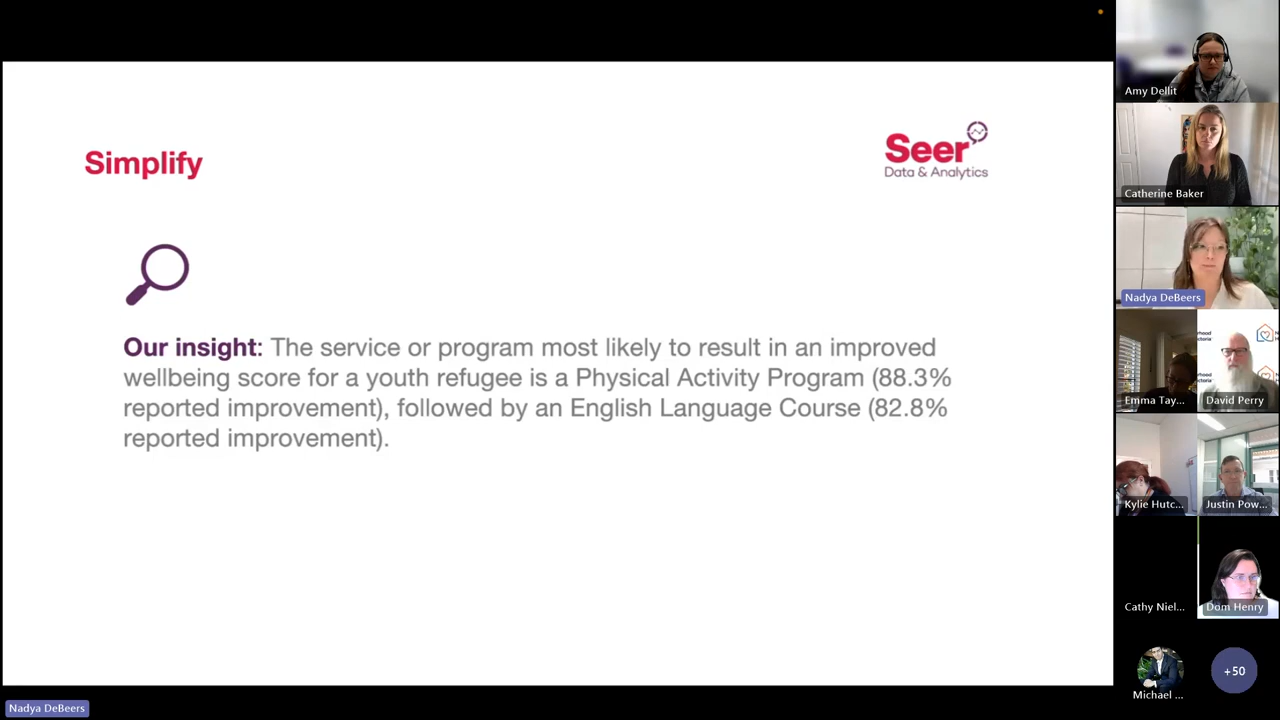 Simplify
Seer
Data & Analytics
Our insight: The service or program most likely to result in an improved
wellbeing score for a youth refugee is a Physical Activity Program (88.3%
reported improvement), followed by an English Language Course (82.8%
reported improvement).
Nadya DeBeers
Amy Dellit
Catherine Baker
Nadya DeBeers
Emma Tay...
David Perry
Kylie Hutc...
Justin Pow...
Cathy Niel...
Dom Henry
Michael ...
+50